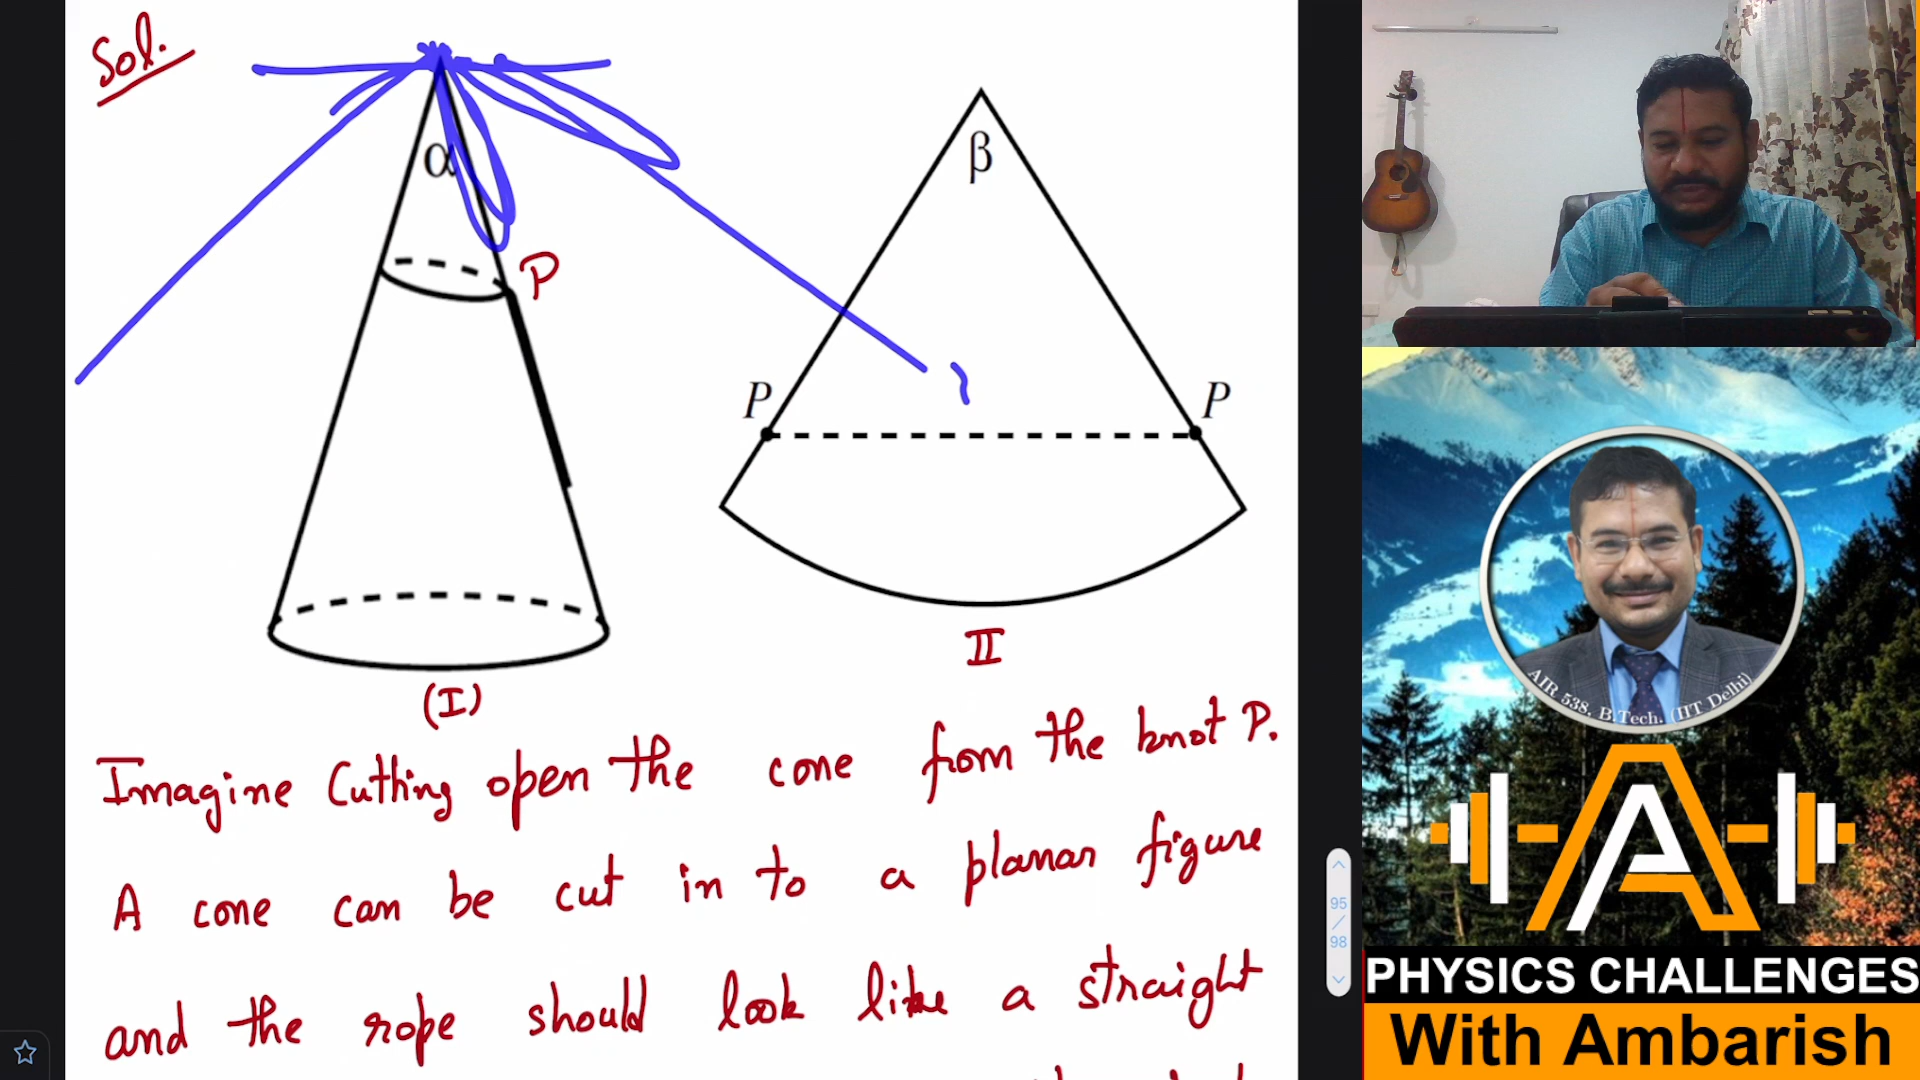 Sol.
α
P
β
P
P
(I)
II
Imagine Cutting open the cone from the knot P.
A cone can be cut in to a planar figure
and the rope should look like a straight
95
/
98
AIR 538, B.Tech. (IIT Delhi)
A
PHYSICS CHALLENGES
With Ambarish